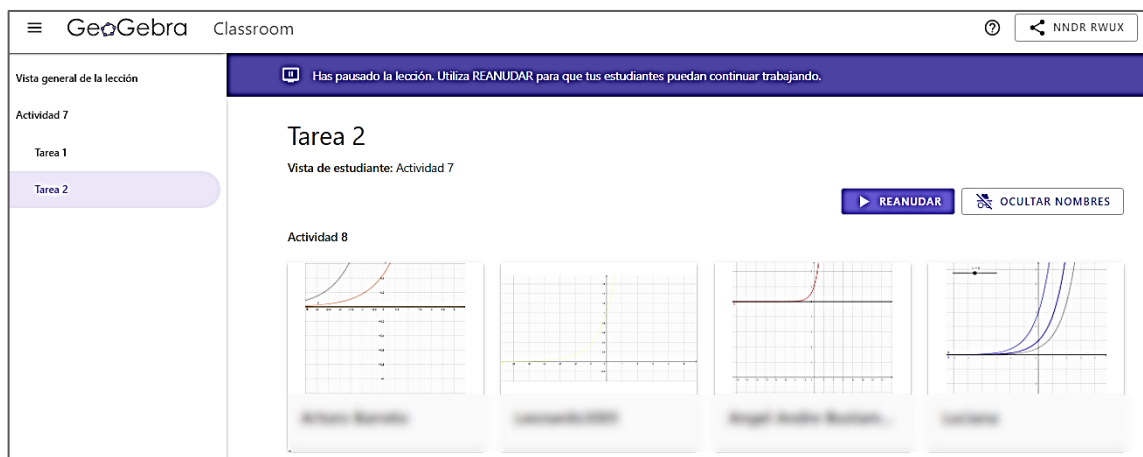 GeoGebra Classroom
NNDR RWUX
Vista general de la lección
Actividad 7
Tarea 1
Tarea 2
Has pausado la lección. Utiliza REANUDAR para que tus estudiantes puedan continuar trabajando.
Tarea 2
Vista de estudiante: Actividad 7
REANUDAR
OCULTAR NOMBRES
Actividad 8